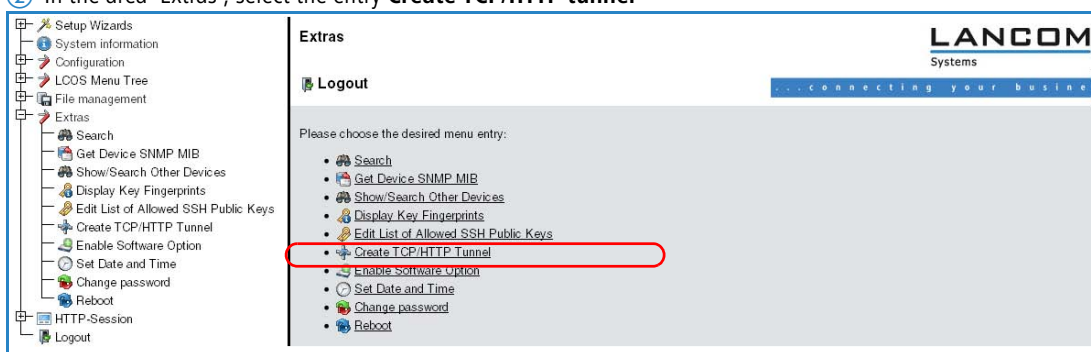 ② In the area 'Extras', select the entry Create TCP/HTTP tunnel
Setup Wizards
System information
Configuration
LCOS Menu Tree
File management
Extras
Search
Get Device SNMP MIB
Show/Search Other Devices
Display Key Fingerprints
Edit List of Allowed SSH Public Keys
Create TCP/HTTP Tunnel
Enable Software Option
Set Date and Time
Change password
Reboot
HTTP-Session
Logout
Extras
LANCOM
Systems
Logout
...connecting your busine
Please choose the desired menu entry:
• Search
• Get Device SNMP MIB
• Show/Search Other Devices
• Display Key Fingerprints
• Edit List of Allowed SSH Public Keys
• Create TCP/HTTP Tunnel
• Enable Software Option
• Set Date and Time
• Change password
• Reboot